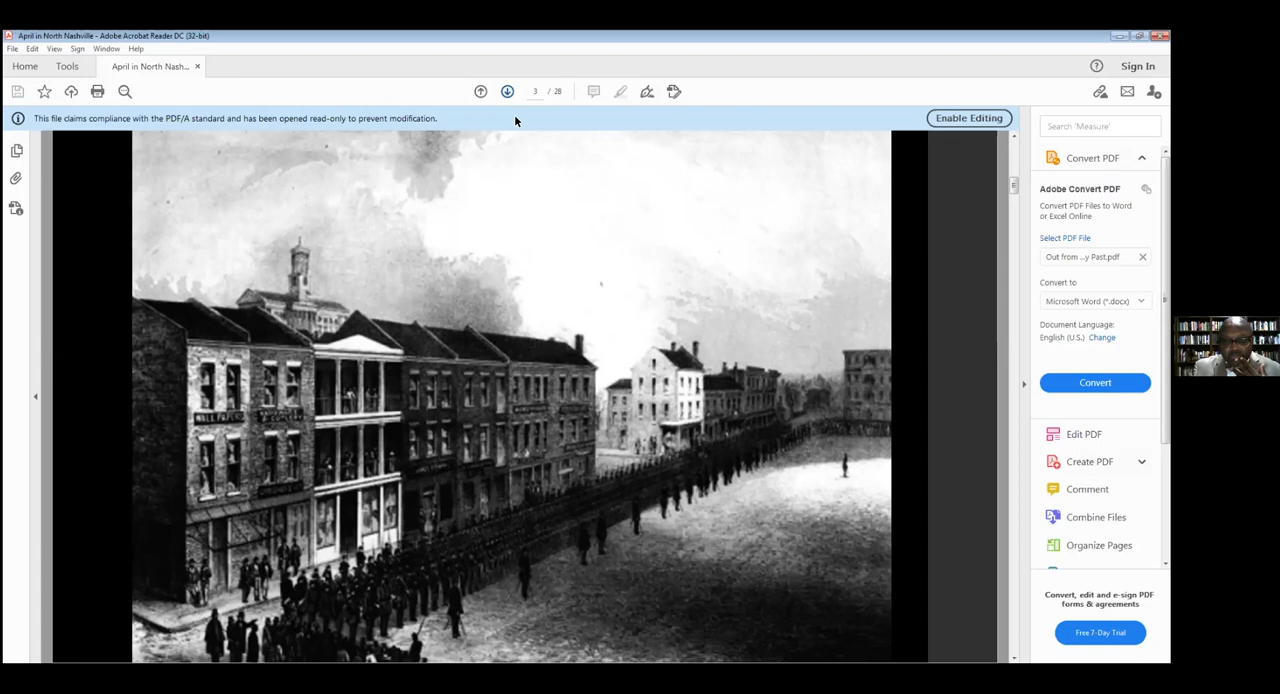 April in North Nashville - Adobe Acrobat Reader DC (32-bit)
File Edit View Sign Window Help
Home Tools April in North Nash... × Sign In
3 / 28
This file claims compliance with the PDF/A standard and has been opened read-only to prevent modification. Enable Editing
Search 'Measure'
Convert PDF
Adobe Convert PDF
Convert PDF Files to Word
or Excel Online
Select PDF File
Out from ...y Past.pdf
Convert to
Microsoft Word (*.docx)
Document Language:
English (U.S.) Change
Convert
Edit PDF
Create PDF
Comment
Combine Files
Organize Pages
Convert, edit and e-sign PDF
forms & agreements
Free 7-Day Trial
WALL PAPER